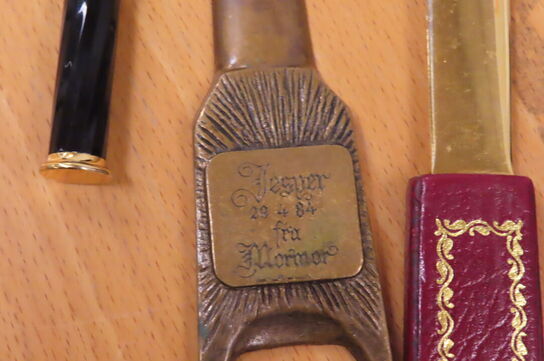 Jesper
29 4 84
fra
Mormor